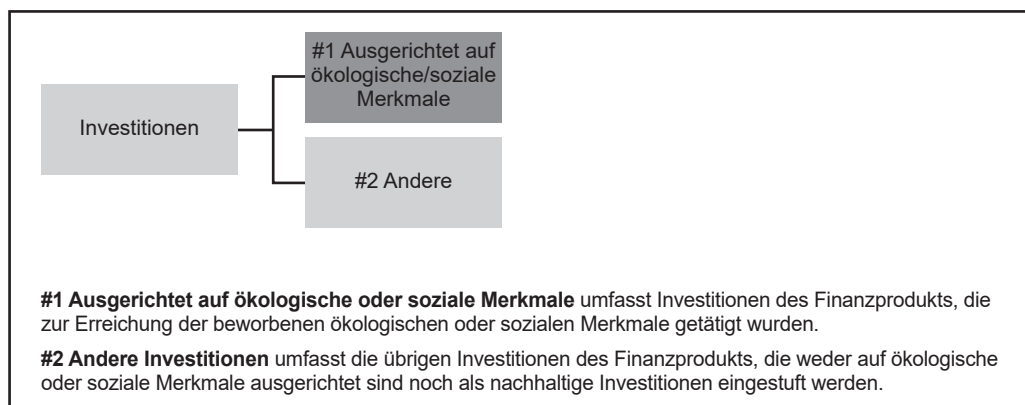 #1 Ausgerichtet auf
ökologische/soziale
Merkmale
Investitionen
#2 Andere
#1 Ausgerichtet auf ökologische oder soziale Merkmale umfasst Investitionen des Finanzprodukts, die
zur Erreichung der beworbenen ökologischen oder sozialen Merkmale getätigt wurden.
#2 Andere Investitionen umfasst die übrigen Investitionen des Finanzprodukts, die weder auf ökologische
oder soziale Merkmale ausgerichtet sind noch als nachhaltige Investitionen eingestuft werden.